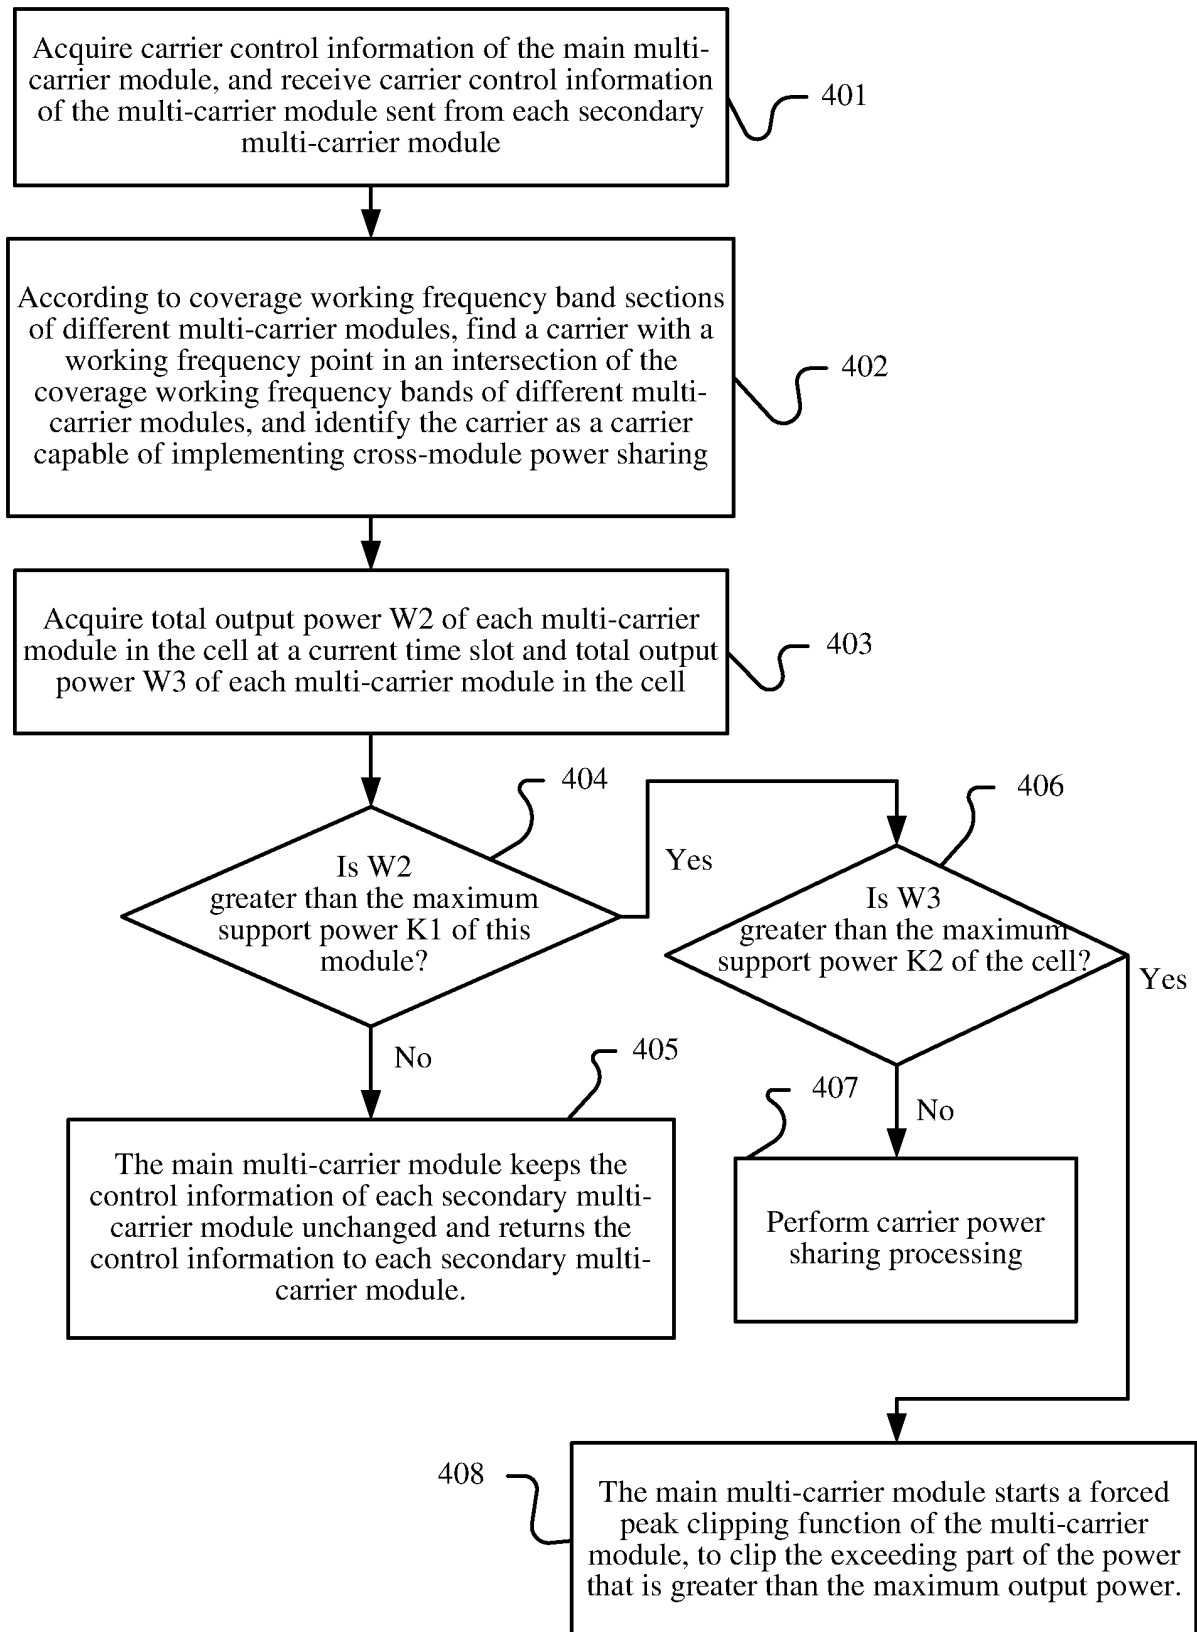 Acquire carrier control information of the main multi-
carrier module, and receive carrier control information
of the multi-carrier module sent from each secondary
multi-carrier module
401
According to coverage working frequency band sections
of different multi-carrier modules, find a carrier with a
working frequency point in an intersection of the
coverage working frequency bands of different multi-
carrier modules, and identify the carrier as a carrier
capable of implementing cross-module power sharing
402
Acquire total output power W2 of each multi-carrier
module in the cell at a current time slot and total output
power W3 of each multi-carrier module in the cell
403
404
Is W2
greater than the maximum
support power K1 of this
module?
Yes
No
406
Is W3
greater than the maximum
support power K2 of the cell?
Yes
No
405
The main multi-carrier module keeps the
control information of each secondary multi-
carrier module unchanged and returns the
control information to each secondary multi-
carrier module.
407
Perform carrier power
sharing processing
408
The main multi-carrier module starts a forced
peak clipping function of the multi-carrier
module, to clip the exceeding part of the power
that is greater than the maximum output power.